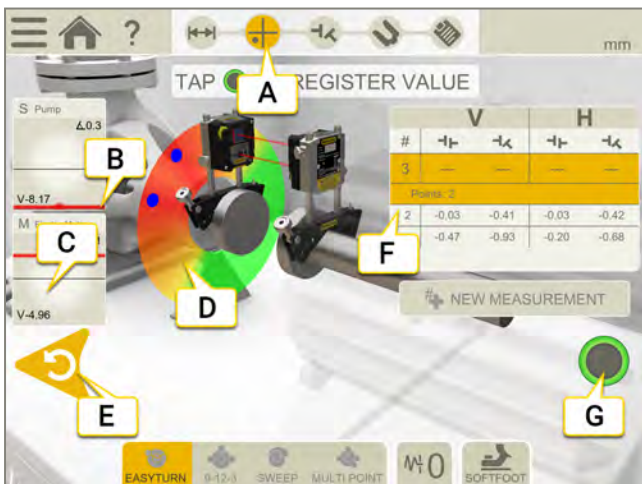 ?
mm
TAP REGISTER VALUE
A
S Pump
∡0.3
B
V-8.17
M
C
V-4.96
V H
#
3 — — — —
Points: 2
2 -0.03 -0.41 -0.03 -0.42
-0.47 -0.93 -0.20 -0.68
F
D
# NEW MEASUREMENT
E
G
EASYTURN 9-12-3 SWEEP MULTI POINT
0
SOFTFOOT